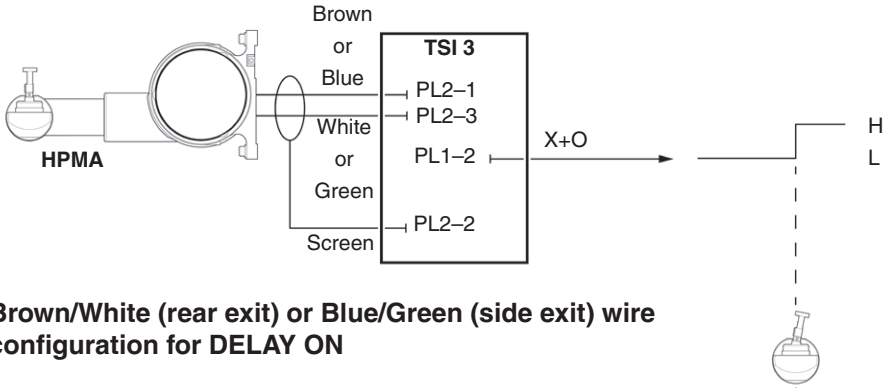 Brown
or
Blue
TSI 3
PL2–1
PL2–3
White
or
Green
PL1–2
X+O
H
L
HPMA
PL2–2
Screen
Brown/White (rear exit) or Blue/Green (side exit) wire
configuration for DELAY ON